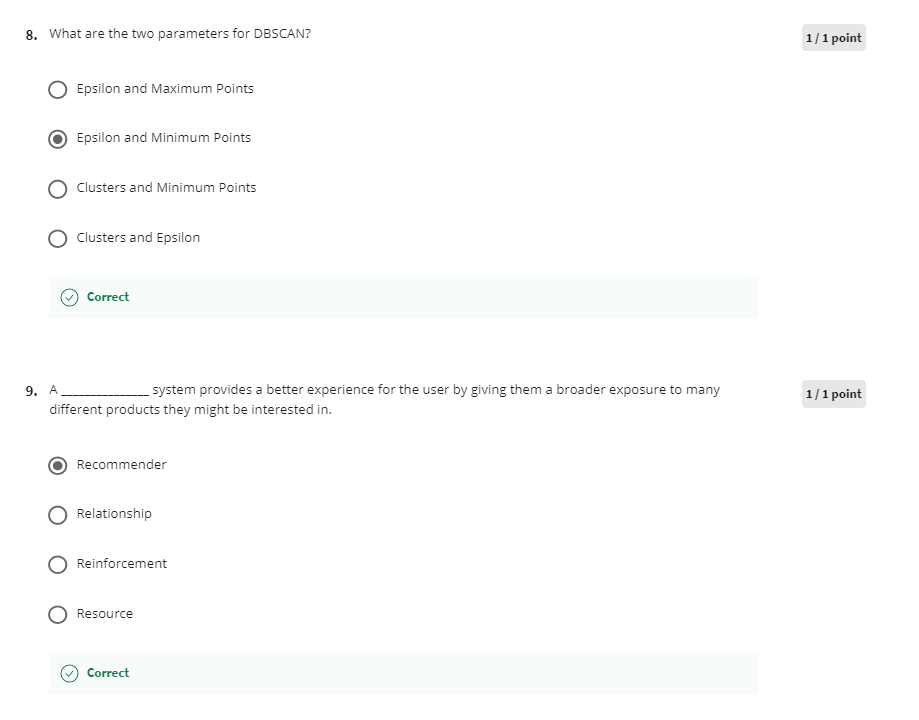 8. What are the two parameters for DBSCAN?
1 / 1 point
Epsilon and Maximum Points
Epsilon and Minimum Points
Clusters and Minimum Points
Clusters and Epsilon
Correct
9. A _______________ system provides a better experience for the user by giving them a broader exposure to many
different products they might be interested in.
1 / 1 point
Recommender
Relationship
Reinforcement
Resource
Correct